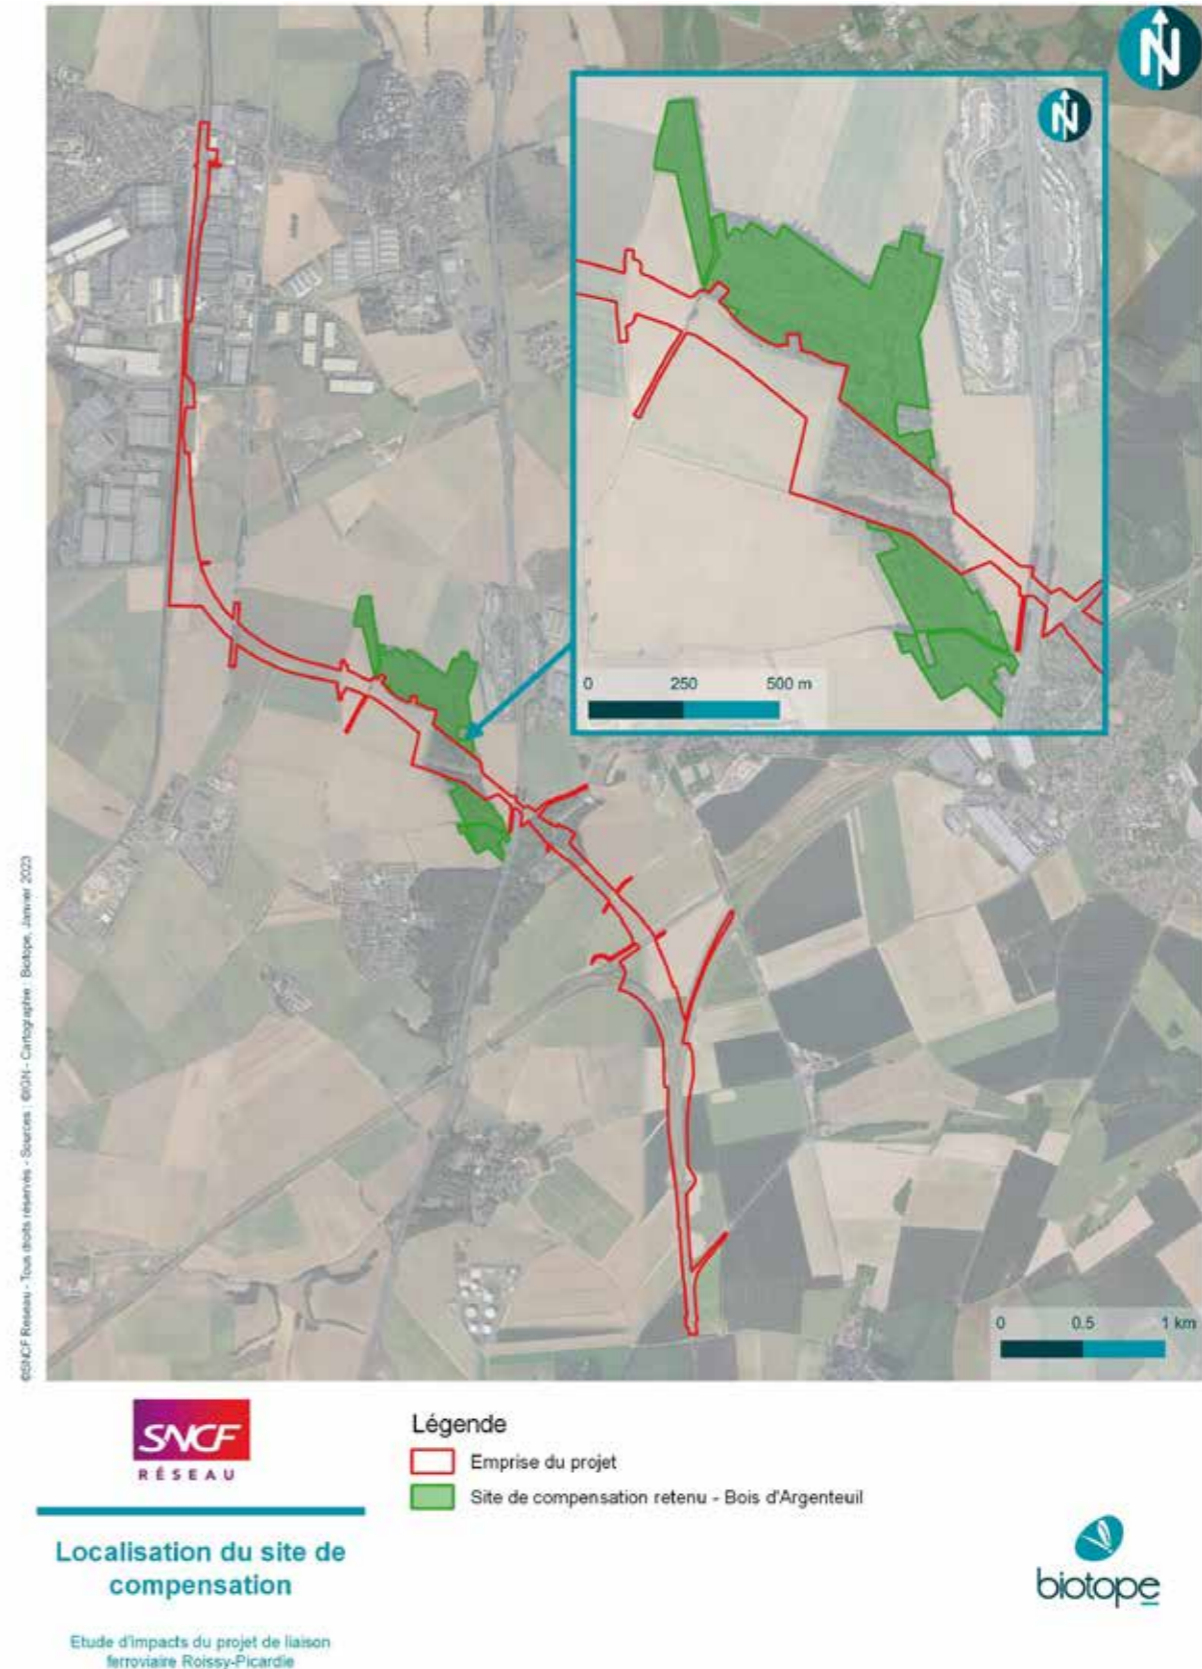 N
N
0 250 500 m
0 0.5 1 km
©SNCF Réseau - Tous droits réservés - Sources : ©IGN - Cartographie : Biotope, Janvier 2023
SNCF
RÉSEAU
Localisation du site de
compensation
Etude d'impacts du projet de liaison
ferroviaire Roissy-Picardie
Légende
Emprise du projet
Site de compensation retenu - Bois d'Argenteuil
biotope